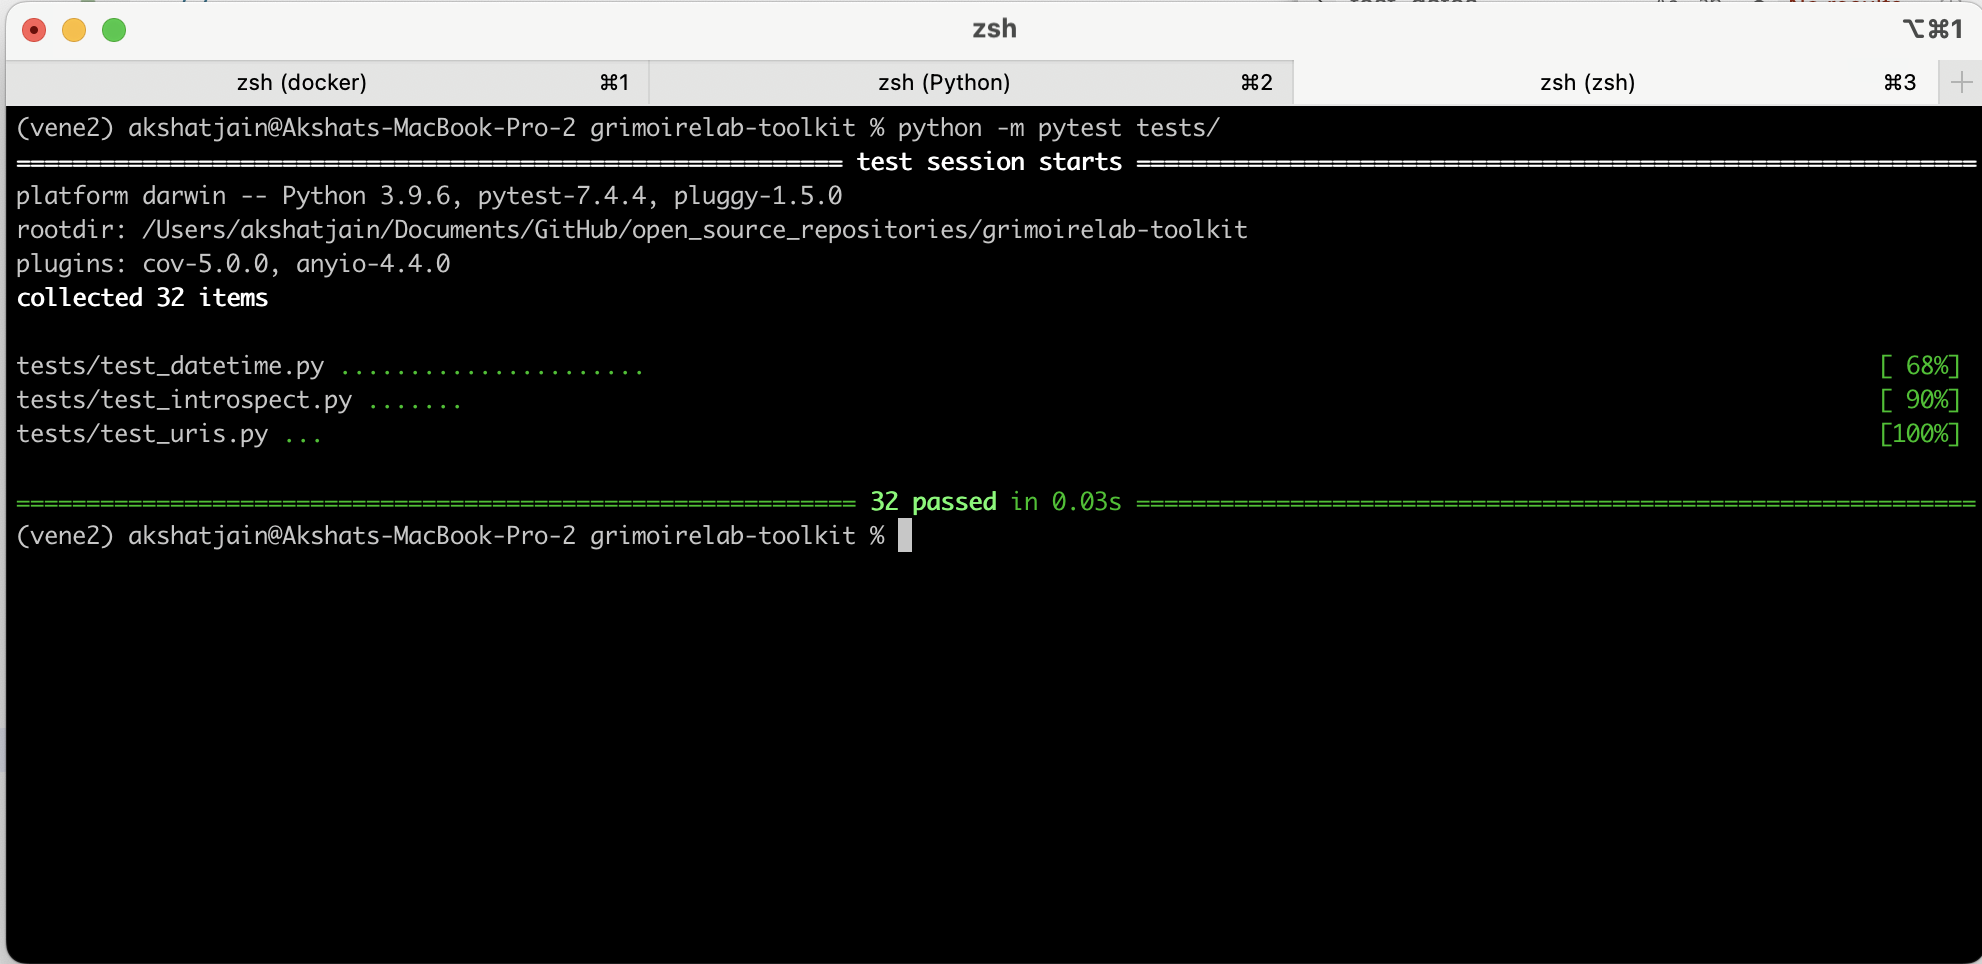 zsh
⌥⌘1
zsh (docker) ⌘1 zsh (Python) ⌘2 zsh (zsh) ⌘3 +
(vene2) akshatjain@Akshats-MacBook-Pro-2 grimoirelab-toolkit % python -m pytest tests/
=========================================================== test session starts ============================================================
platform darwin -- Python 3.9.6, pytest-7.4.4, pluggy-1.5.0
rootdir: /Users/akshatjain/Documents/GitHub/open_source_repositories/grimoirelab-toolkit
plugins: cov-5.0.0, anyio-4.4.0
collected 32 items
tests/test_datetime.py ...................... [ 68%]
tests/test_introspect.py ....... [ 90%]
tests/test_uris.py ... [100%]
============================================================ 32 passed in 0.03s ============================================================
(vene2) akshatjain@Akshats-MacBook-Pro-2 grimoirelab-toolkit %